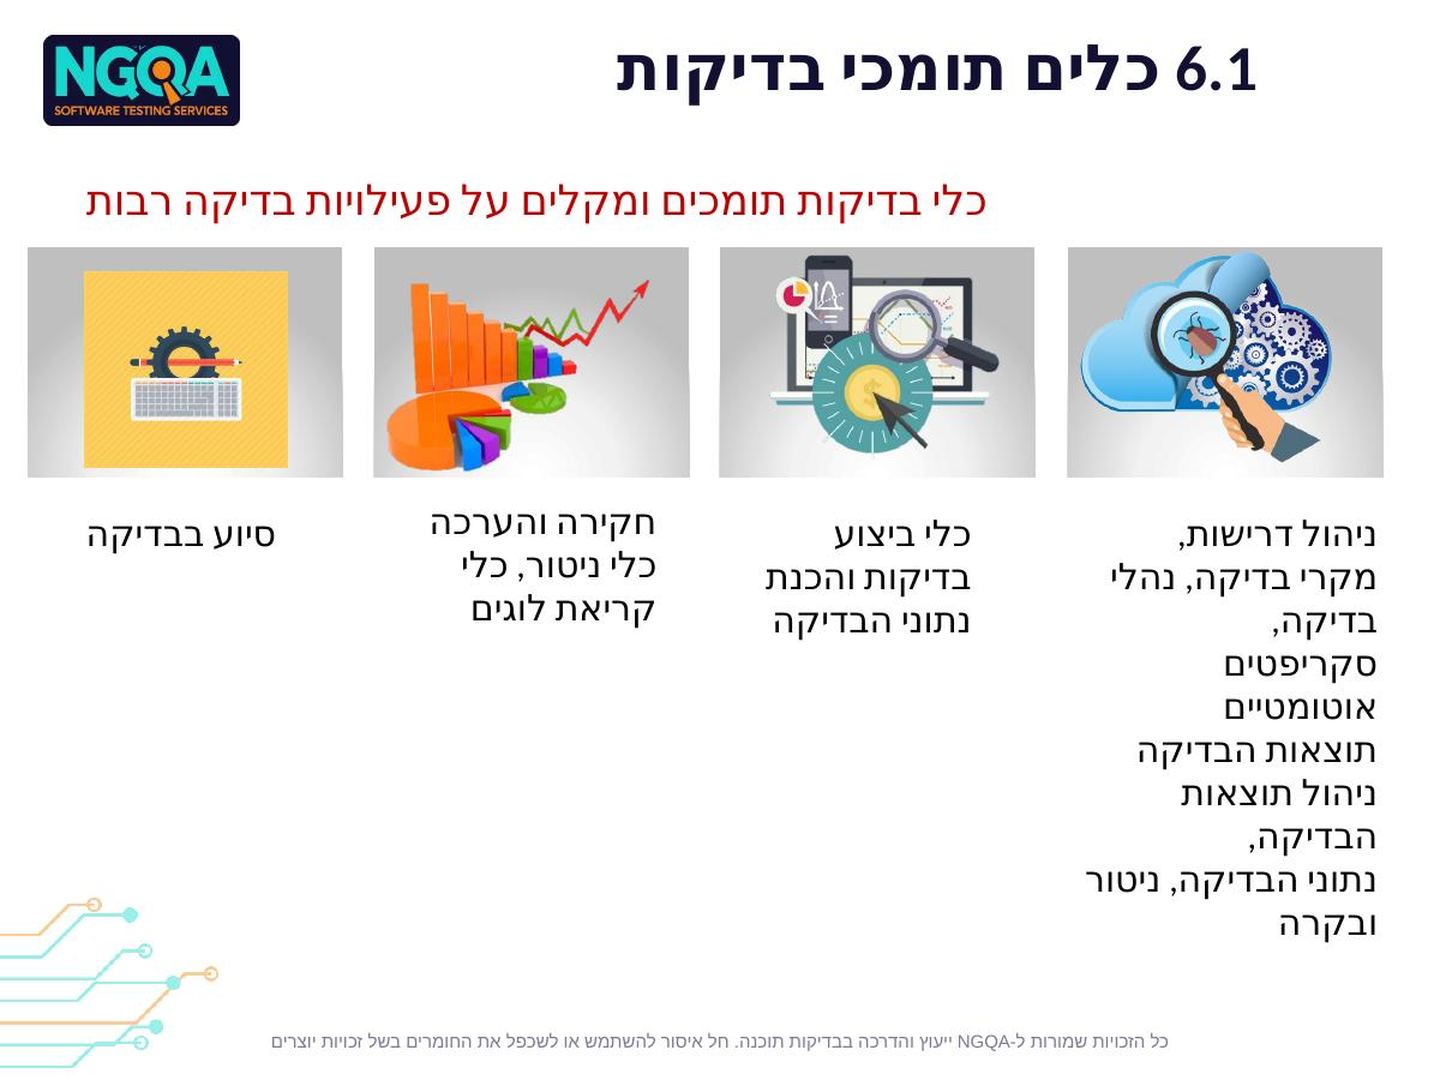 6.1 כלים תומכי בדיקות
NGQA
SOFTWARE TESTING SERVICES
כלי בדיקות תומכים ומקלים על פעילויות בדיקה רבות
ניהול דרישות,
מקרי בדיקה, נהלי
בדיקה,
סקריפטים
אוטומטיים
תוצאות הבדיקה
ניהול תוצאות
הבדיקה,
נתוני הבדיקה, ניטור
ובקרה
כלי ביצוע
בדיקות והכנת
נתוני הבדיקה
חקירה והערכה
כלי ניטור, כלי
קריאת לוגים
סיוע בבדיקה
כל הזכויות שמורות ל-NGQA ייעוץ והדרכה בבדיקות תוכנה. חל איסור להשתמש או לשכפל את החומרים בשל זכויות יוצרים